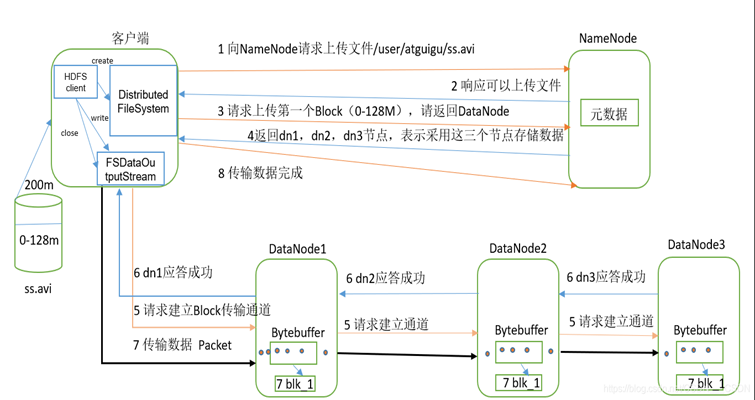 客户端
NameNode
1 向NameNode请求上传文件/user/atguigu/ss.avi
create
HDFS
client
Distributed
FileSystem
2 响应可以上传文件
3 请求上传第一个Block（0-128M），请返回DataNode
元数据
write
close
4返回dn1，dn2，dn3节点，表示采用这三个节点存储数据
FSDataOu
tputStream
8 传输数据完成
200m
0-128m
ss.avi
DataNode1
DataNode2
DataNode3
6 dn1应答成功
6 dn2应答成功
6 dn3应答成功
5 请求建立Block传输通道
5 请求建立通道
5 请求建立通道
7 传输数据 Packet
Bytebuffer
Bytebuffer
Bytebuffer
7 blk_1
7 blk_1
7 blk_1